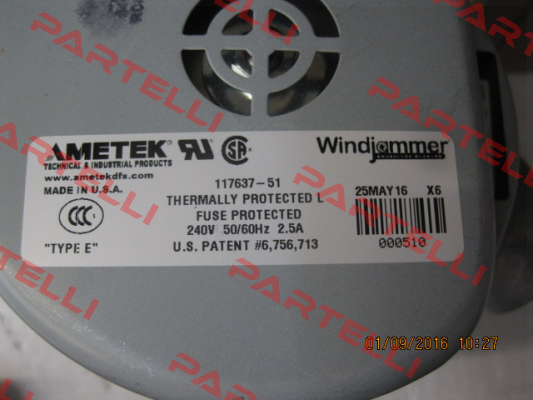 AMETEK
TECHNICAL & INDUSTRIAL PRODUCTS
www.ametekdfs.com
MADE IN U.S.A.
CCC
"TYPE E"
117637-51
THERMALLY PROTECTED L
FUSE PROTECTED
240V 50/60Hz 2.5A
U.S. PATENT #6,756,713
Windjammer
25MAY16 X6
000510
01/09/2016 10:27
PARTELLI
PARTELLI
PARTELLI
PARTELLI
PARTELLI
PARTELLI